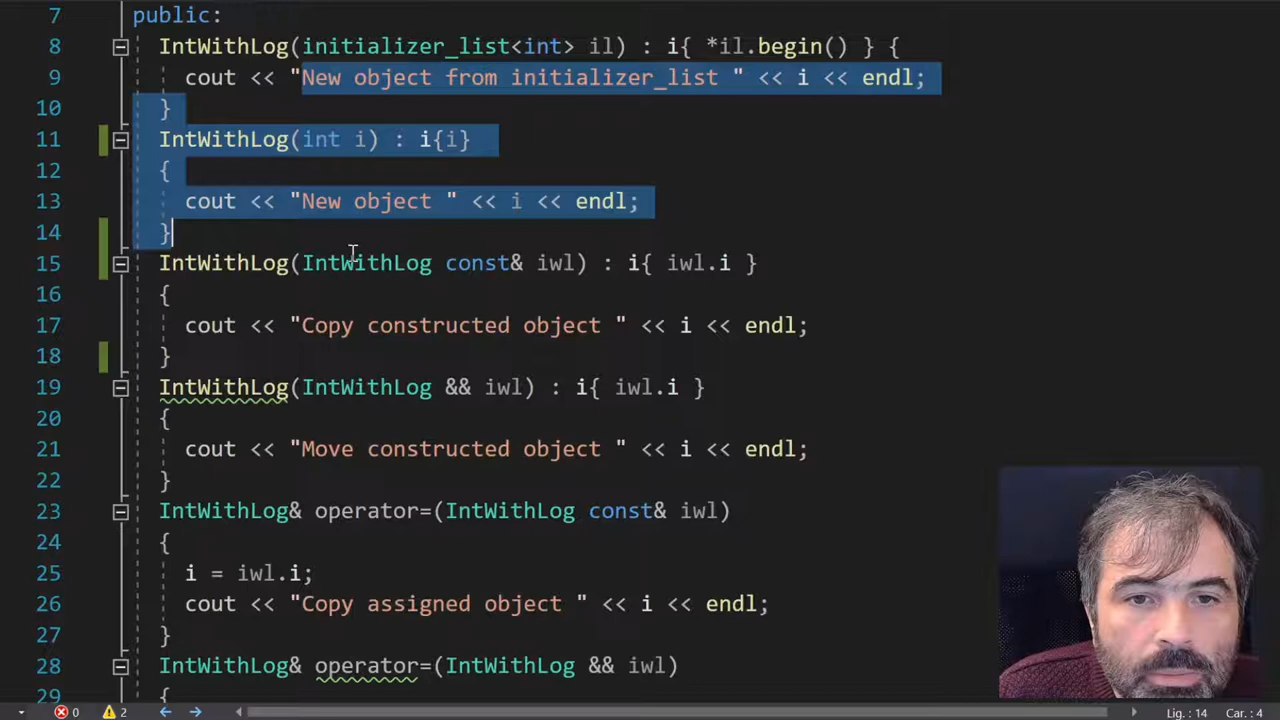 7 public:
8 IntWithLog(initializer_list<int> il) : i{ *il.begin() } {
9 cout << "New object from initializer_list " << i << endl;
10 }
11 IntWithLog(int i) : i{i}
12 {
13 cout << "New object " << i << endl;
14 }
15 IntWithLog(IntWithLog const& iwl) : i{ iwl.i }
16 {
17 cout << "Copy constructed object " << i << endl;
18 }
19 IntWithLog(IntWithLog && iwl) : i{ iwl.i }
20 {
21 cout << "Move constructed object " << i << endl;
22 }
23 IntWithLog& operator=(IntWithLog const& iwl)
24 {
25 i = iwl.i;
26 cout << "Copy assigned object " << i << endl;
27 }
28 IntWithLog& operator=(IntWithLog && iwl)
29 {
0 2 Lig. : 14 Car. : 4